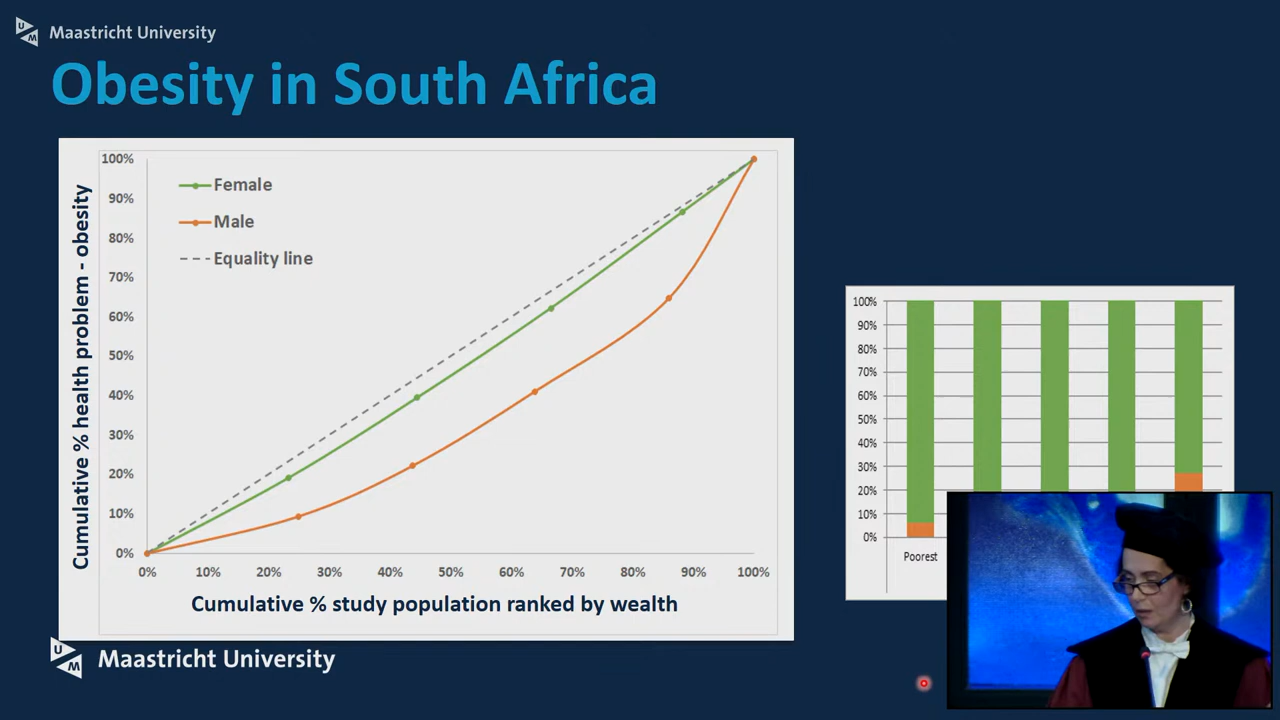 Maastricht University
Obesity in South Africa
Cumulative % health problem - obesity
100%
90%
80%
70%
60%
50%
40%
30%
20%
10%
0%
Female
Male
Equality line
0% 10% 20% 30% 40% 50% 60% 70% 80% 90% 100%
Cumulative % study population ranked by wealth
100%
90%
80%
70%
60%
50%
40%
30%
20%
10%
0%
Poorest
Maastricht University